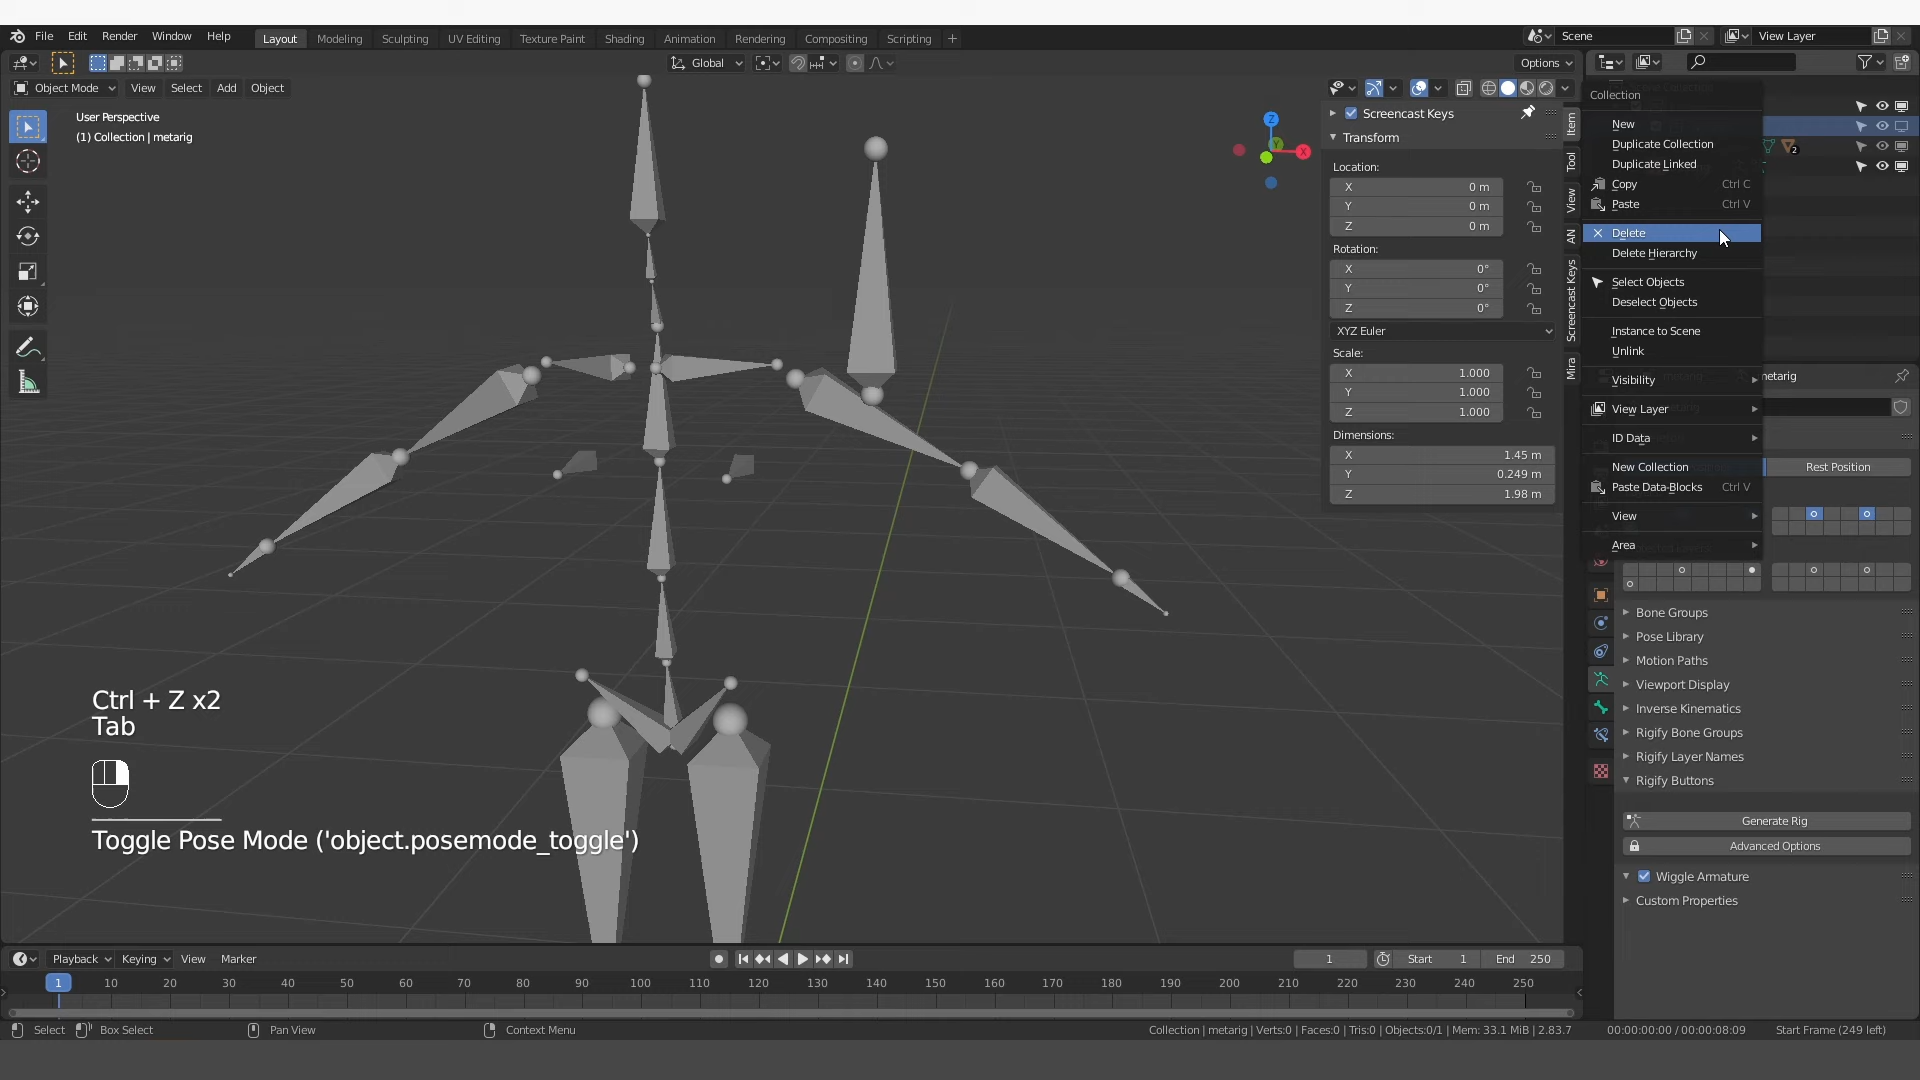 File Edit Render Window Help
Layout Modeling Sculpting UV Editing Texture Paint Shading Animation Rendering Compositing Scripting +
Scene
View Layer
Global
Options
Object Mode View Select Add Object
User Perspective
(1) Collection | metarig
Z
Y
X
Screencast Keys
Transform
Location:
X 0 m
Y 0 m
Z 0 m
Rotation:
X 0°
Y 0°
Z 0°
XYZ Euler
Scale:
X 1.000
Y 1.000
Z 1.000
Dimensions:
X 1.45 m
Y 0.249 m
Z 1.98 m
Item
Tool
View
AN
Screencast Keys
Mira
Collection
New
Duplicate Collection
Duplicate Linked
Copy Ctrl C
Paste Ctrl V
Delete
Delete Hierarchy
Select Objects
Deselect Objects
Instance to Scene
Unlink
Visibility
View Layer
ID Data
New Collection
Paste Data-Blocks Ctrl V
View
Area
2
metarig
Rest Position
Bone Groups
Pose Library
Motion Paths
Viewport Display
Inverse Kinematics
Rigify Bone Groups
Rigify Layer Names
Rigify Buttons
Generate Rig
Advanced Options
Wiggle Armature
Custom Properties
Ctrl + Z x2
Tab
Toggle Pose Mode ('object.posemode_toggle')
Playback Keying View Marker
1 Start 1 End 250
1 10 20 30 40 50 60 70 80 90 100 110 120 130 140 150 160 170 180 190 200 210 220 230 240 250
Select Box Select Pan View Context Menu
Collection | metarig | Verts:0 | Faces:0 | Tris:0 | Objects:0/1 | Mem: 33.1 MiB | 2.83.7 00:00:00:00 / 00:00:08:09 Start Frame (249 left)